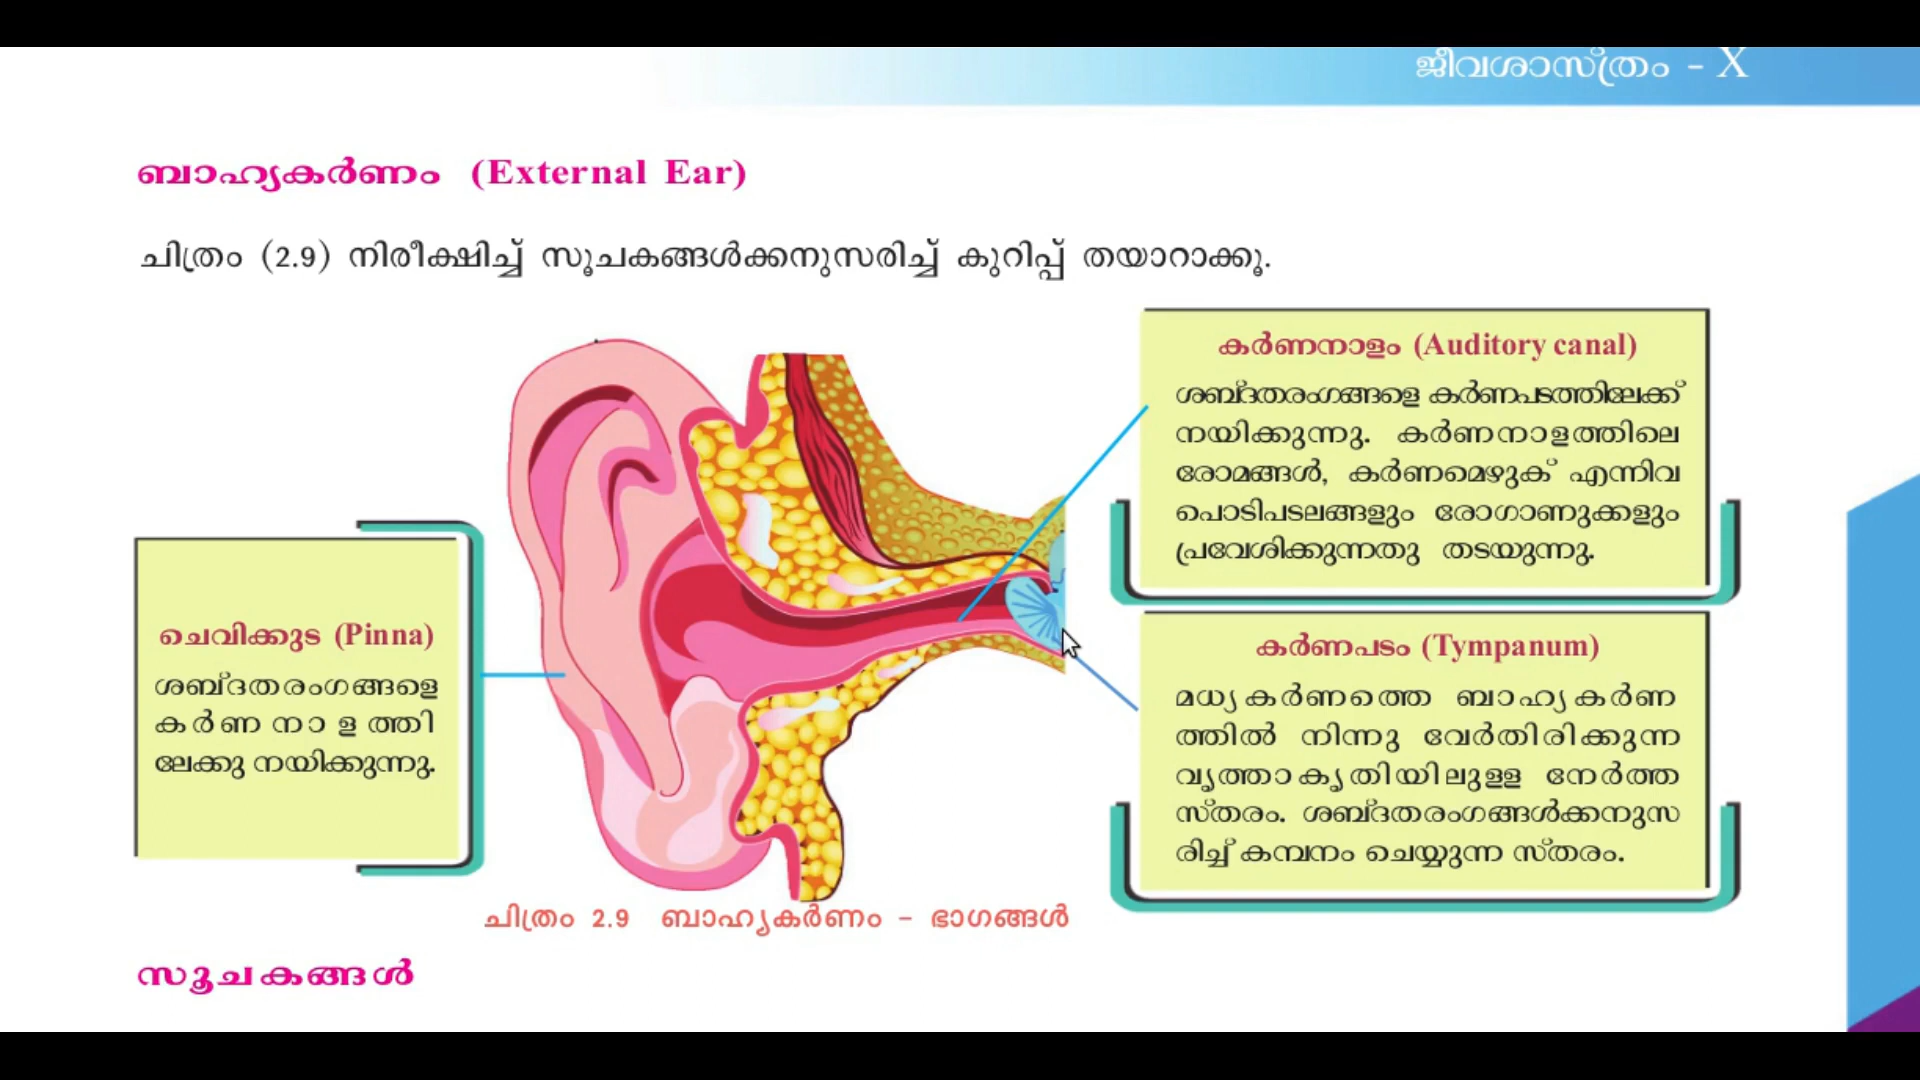 ജീവശാസ്ത്രം - X
ബാഹ്യകർണം (External Ear)
ചിത്രം (2.9) നിരീക്ഷിച്ച് സൂചകങ്ങൾക്കനുസരിച്ച് കുറിപ്പ് തയാറാക്കൂ.
ചെവിക്കുട (Pinna)
ശബ്ദതരംഗങ്ങളെ
കർണനാളത്തി
ലേക്കു നയിക്കുന്നു.
കർണനാളം (Auditory canal)
ശബ്ദതരംഗങ്ങളെ കർണപടത്തിലേക്ക്
നയിക്കുന്നു. കർണനാളത്തിലെ
രോമങ്ങൾ, കർണമെഴുക് എന്നിവ
പൊടിപടലങ്ങളും രോഗാണുക്കളും
പ്രവേശിക്കുന്നതു തടയുന്നു.
കർണപടം (Tympanum)
മധ്യകർണത്തെ ബാഹ്യകർണ
ത്തിൽ നിന്നു വേർതിരിക്കുന്ന
വൃത്താകൃതിയിലുള്ള നേർത്ത
സ്തരം. ശബ്ദതരംഗങ്ങൾക്കനുസ
രിച്ച് കമ്പനം ചെയ്യുന്ന സ്തരം.
ചിത്രം 2.9 ബാഹ്യകർണം - ഭാഗങ്ങൾ
സൂചകങ്ങൾ